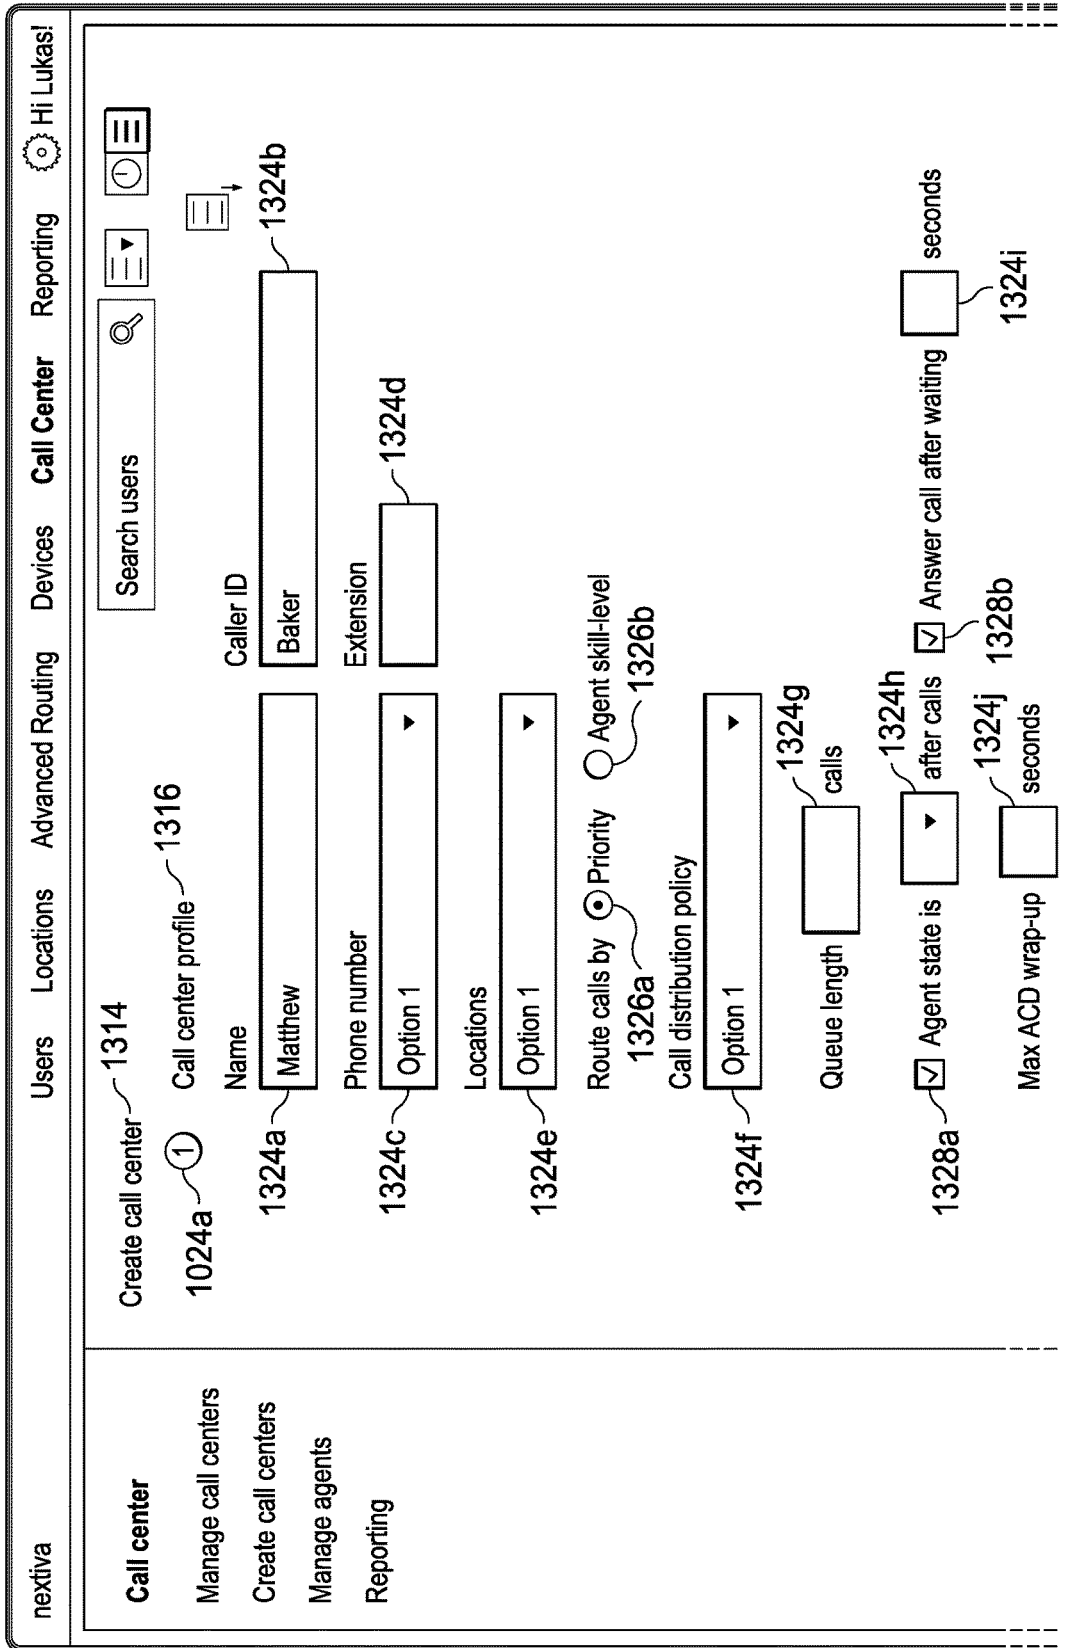 nextiva Users Locations Advanced Routing Devices Call Center Reporting Hi Lukas!
Call center
Manage call centers
Create call centers
Manage agents
Reporting
Create call center 1314 Search users
1024a 1 Call center profile 1316
Name Caller ID
1324a Matthew Baker 1324b
Phone number Extension
1324c Option 1 1324d
Locations
1324e Option 1
Route calls by Priority Agent skill-level
1326a 1326b
Call distribution policy
1324f Option 1
1324g
Queue length calls
1324h
1328a Agent state is after calls Answer call after waiting seconds
1328b 1324i
1324j
Max ACD wrap-up seconds